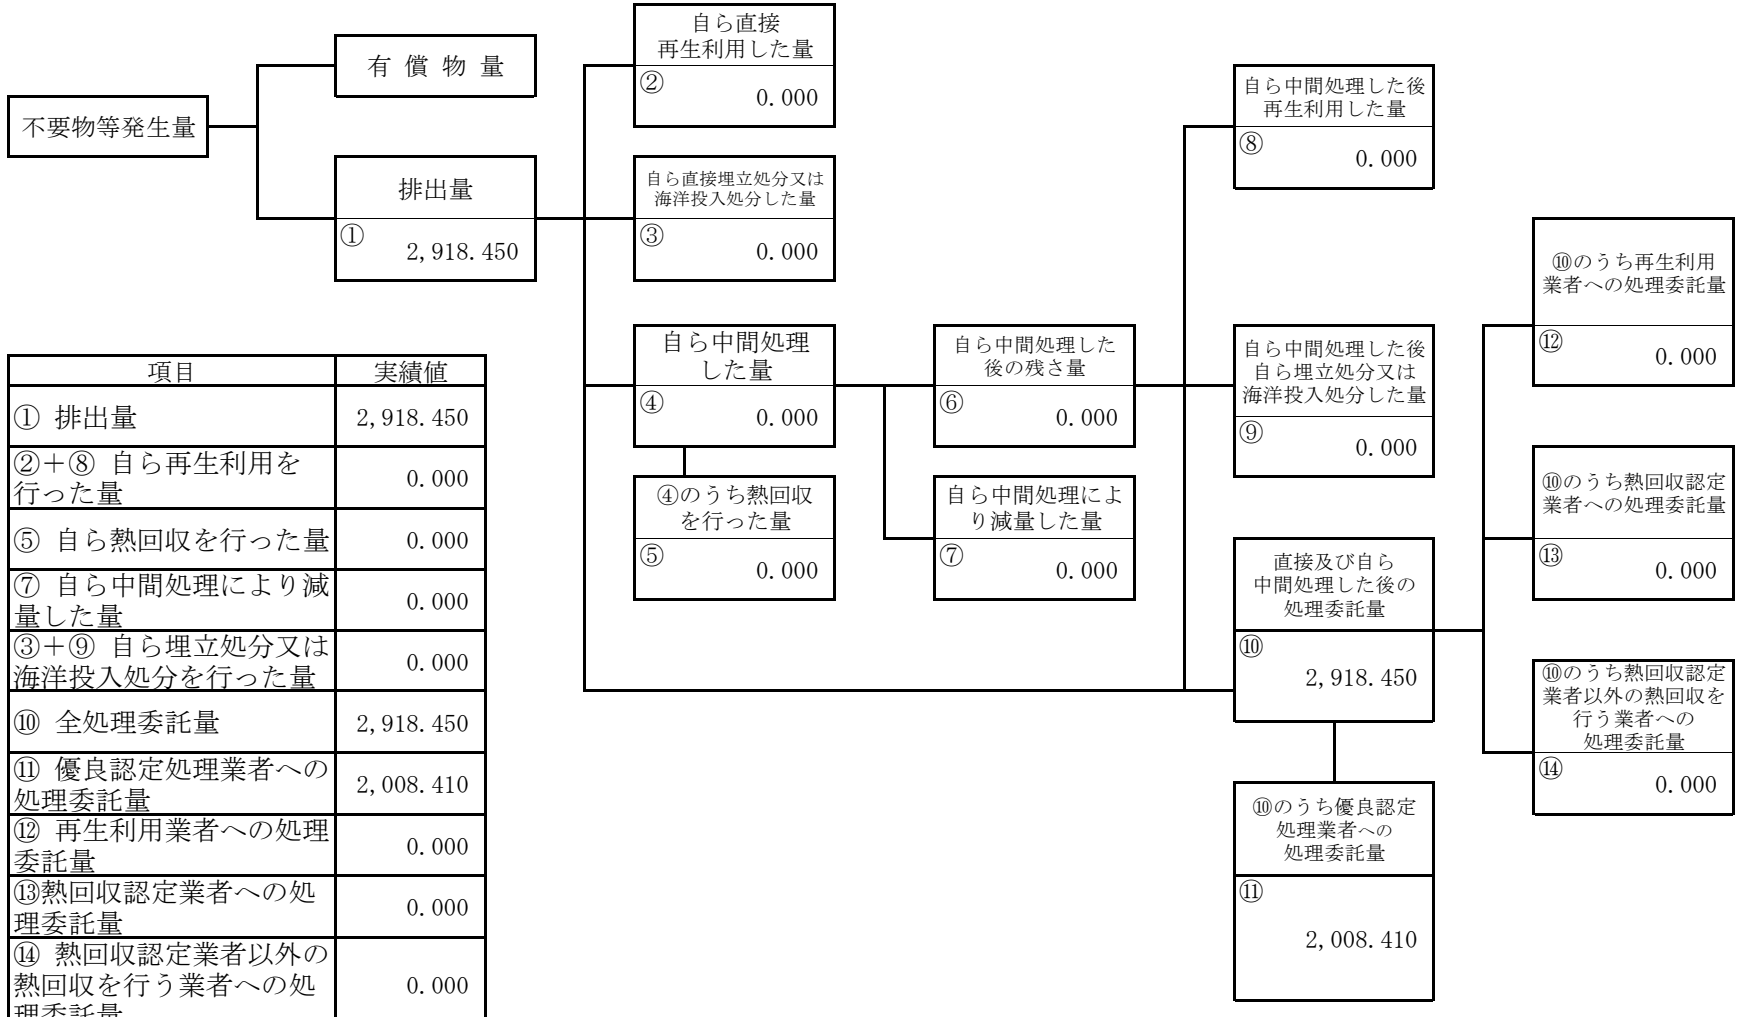 不要物等発生量
有 償 物 量
排出量
①
2,918.450
自ら直接
再生利用した量
②
0.000
自ら直接埋立処分又は
海洋投入処分した量
③
0.000
自ら中間処理
した量
④
0.000
④のうち熱回収
を行った量
⑤
0.000
自ら中間処理した
後の残さ量
⑥
0.000
自ら中間処理によ
り減量した量
⑦
0.000
自ら中間処理した後
再生利用した量
⑧
0.000
自ら中間処理した後
自ら埋立処分又は
海洋投入処分した量
⑨
0.000
直接及び自ら
中間処理した後の
処理委託量
⑩
2,918.450
⑩のうち優良認定
処理業者への
処理委託量
⑪
2,008.410
⑩のうち再生利用
業者への処理委託量
⑫
0.000
⑩のうち熱回収認定
業者への処理委託量
⑬
0.000
⑩のうち熱回収認定
業者以外の熱回収を
行う業者への
処理委託量
⑭
0.000
項目 実績値
① 排出量 2,918.450
②＋⑧ 自ら再生利用を
行った量 0.000
⑤ 自ら熱回収を行った量 0.000
⑦ 自ら中間処理により減
量した量 0.000
③＋⑨ 自ら埋立処分又は
海洋投入処分を行った量 0.000
⑩ 全処理委託量 2,918.450
⑪ 優良認定処理業者への
処理委託量 2,008.410
⑫ 再生利用業者への処理
委託量 0.000
⑬熱回収認定業者への処
理委託量 0.000
⑭ 熱回収認定業者以外の
熱回収を行う業者への処 0.000
理委託量